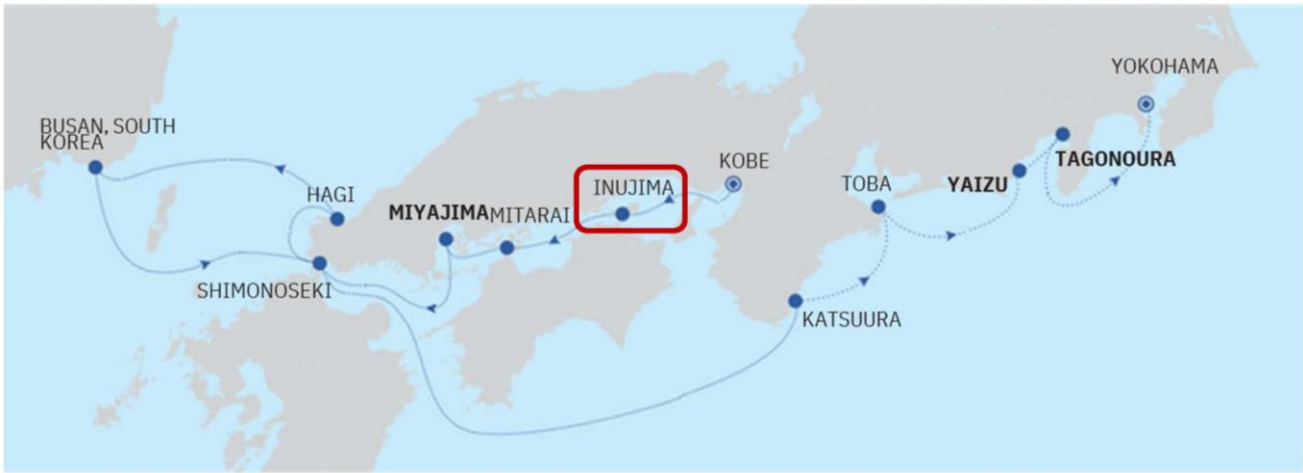 YOKOHAMA
BUSAN, SOUTH
KOREA
KOBE
TAGONOURA
HAGI
INUJIMA
TOBA
YAIZU
MIYAJIMA
MITARAI
SHIMONOSEKI
KATSUURA